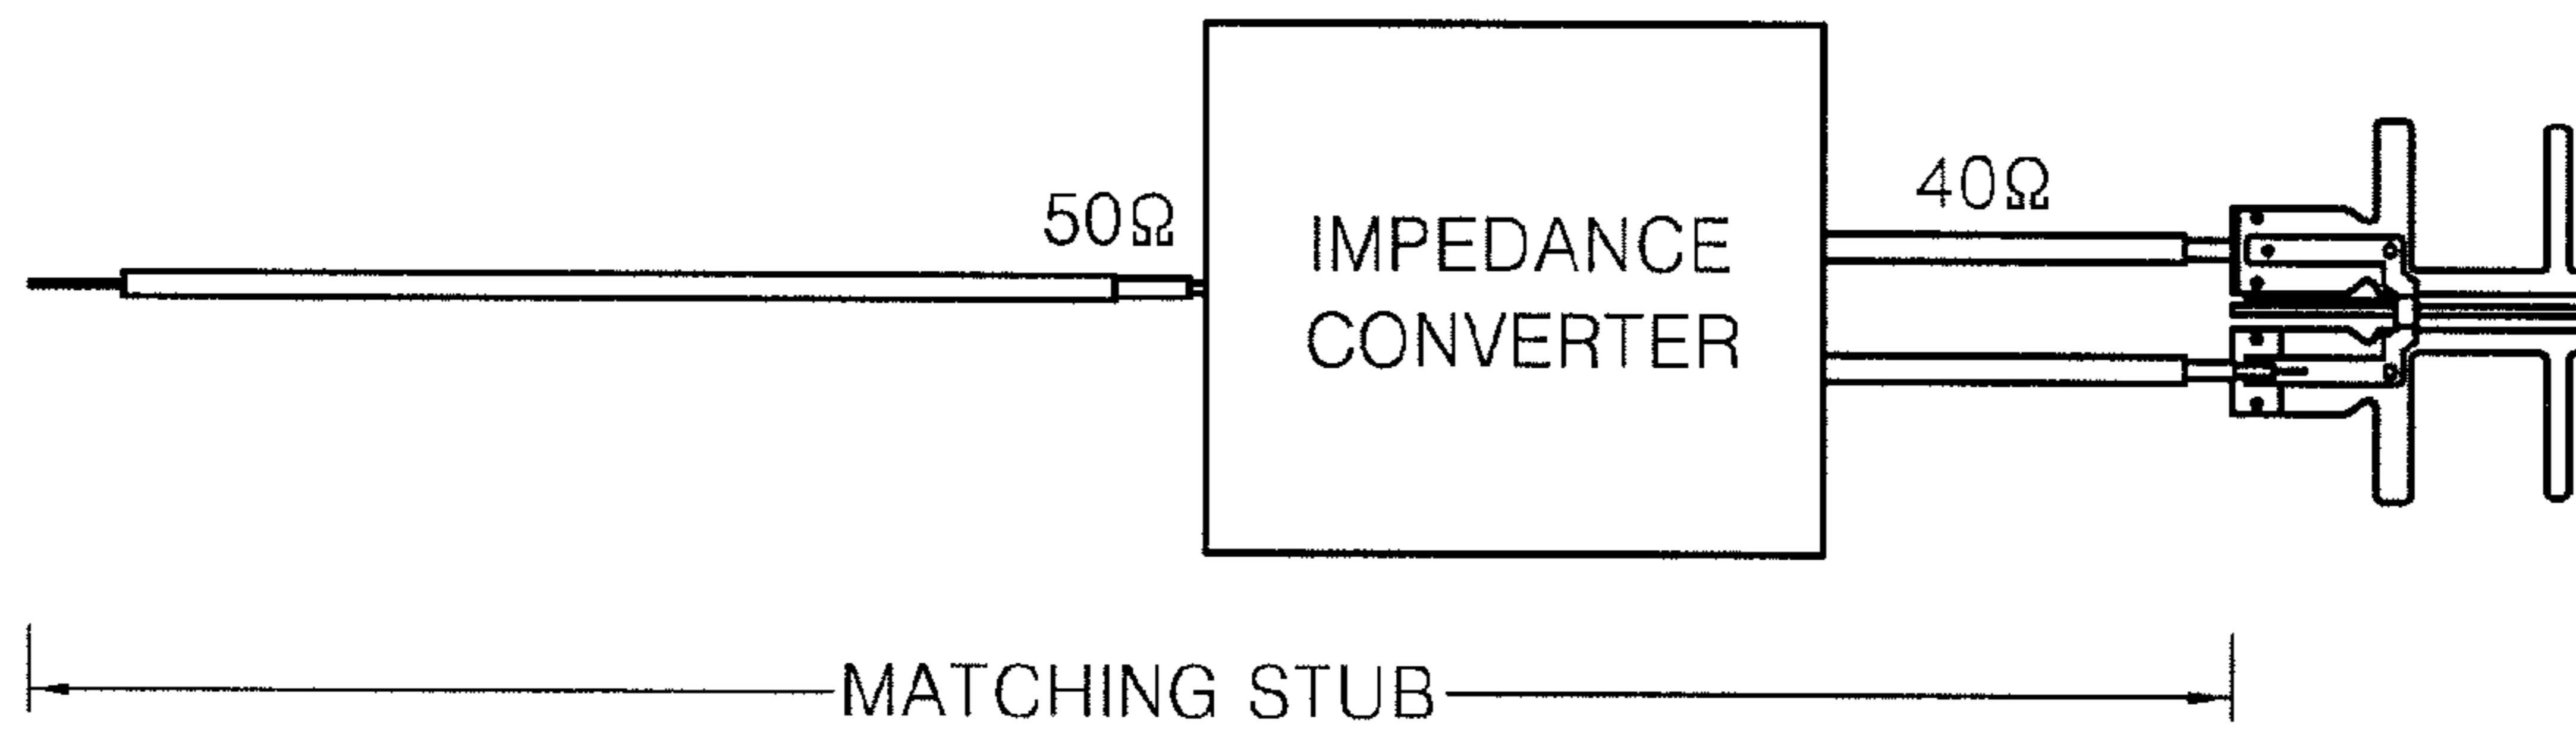 50Ω
IMPEDANCE
CONVERTER
40Ω
MATCHING STUB